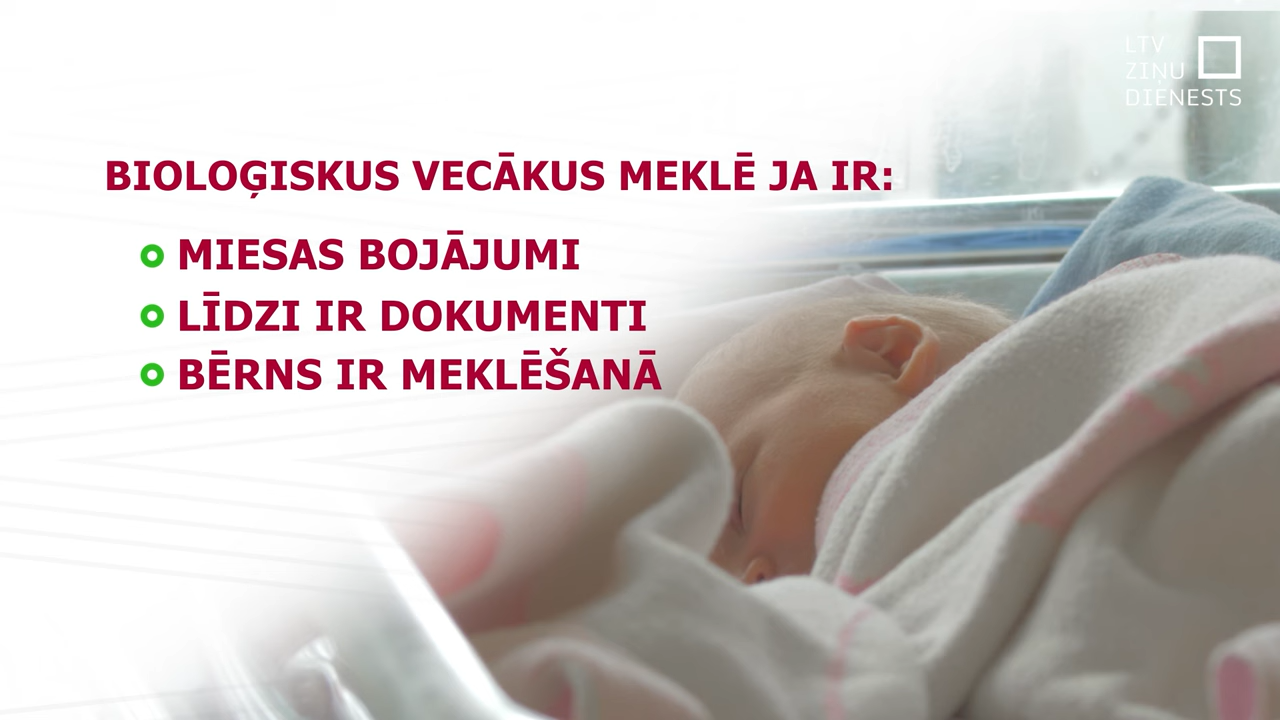 LTV
ZIŅU
DIENESTS
BIOLOĢISKUS VECĀKUS MEKLĒ JA IR:
MIESAS BOJĀJUMI
LĪDZI IR DOKUMENTI
BĒRNS IR MEKLĒŠANĀ